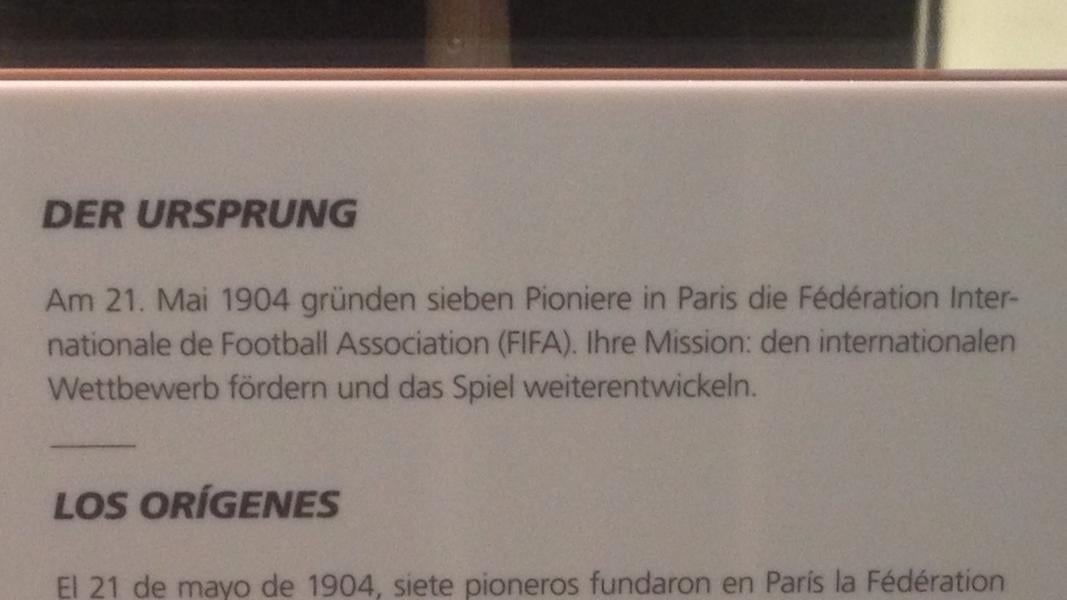 DER URSPRUNG
Am 21. Mai 1904 gründen sieben Pioniere in Paris die Fédération Inter-
nationale de Football Association (FIFA). Ihre Mission: den internationalen
Wettbewerb fördern und das Spiel weiterentwickeln.
LOS ORÍGENES
El 21 de mayo de 1904, siete pioneros fundaron en París la Fédération